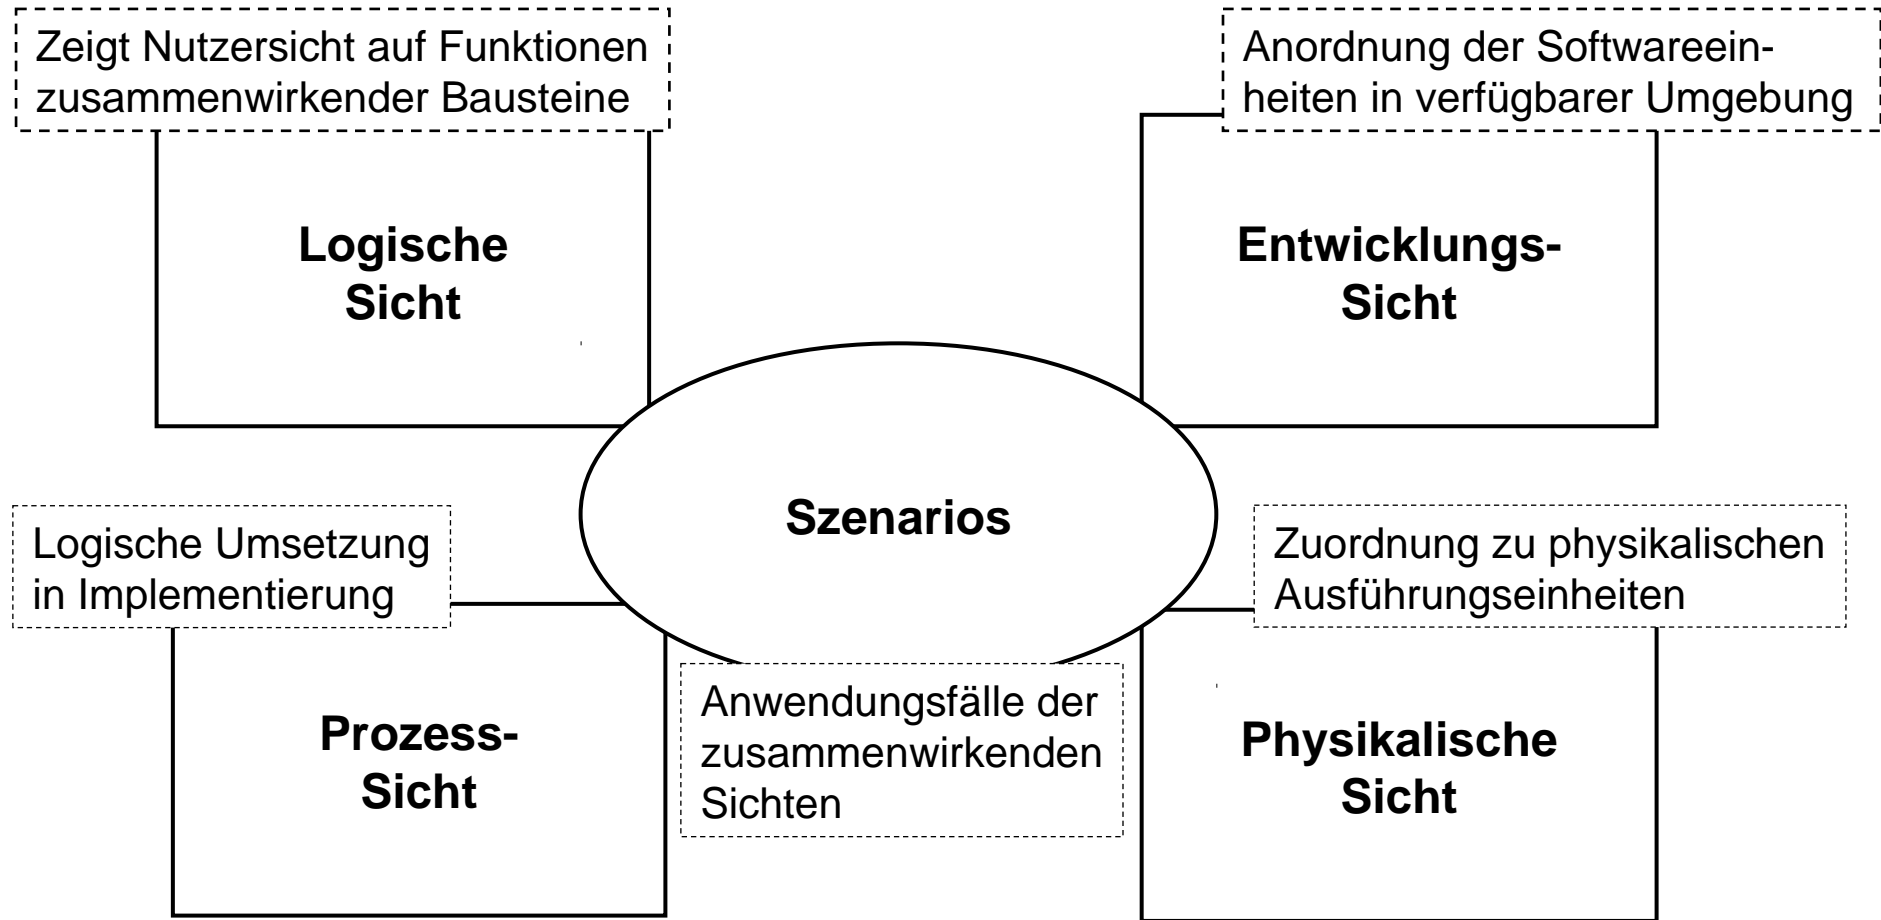 Zeigt Nutzersicht auf Funktionen
zusammenwirkender Bausteine
Logische
Sicht
Anordnung der Softwareein-
heiten in verfügbarer Umgebung
Entwicklungs-
Sicht
Szenarios
Anwendungsfälle der
zusammenwirkenden
Sichten
Logische Umsetzung
in Implementierung
Prozess-
Sicht
Zuordnung zu physikalischen
Ausführungseinheiten
Physikalische
Sicht